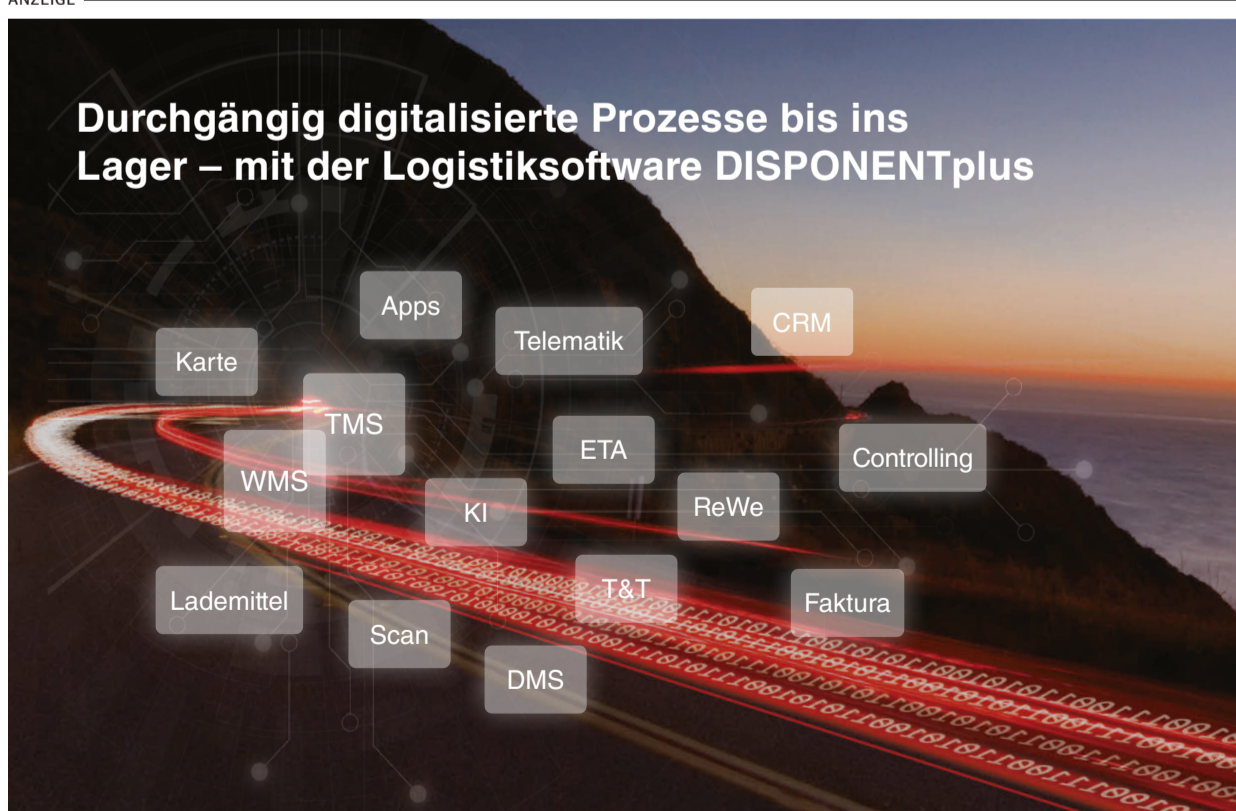 ANZEIGE
Durchgängig digitalisierte Prozesse bis ins
Lager – mit der Logistiksoftware DISPONENTplus
Apps
CRM
Telematik
Karte
TMS
ETA
Controlling
WMS
KI
ReWe
T&T
Lademittel
Faktura
Scan
DMS